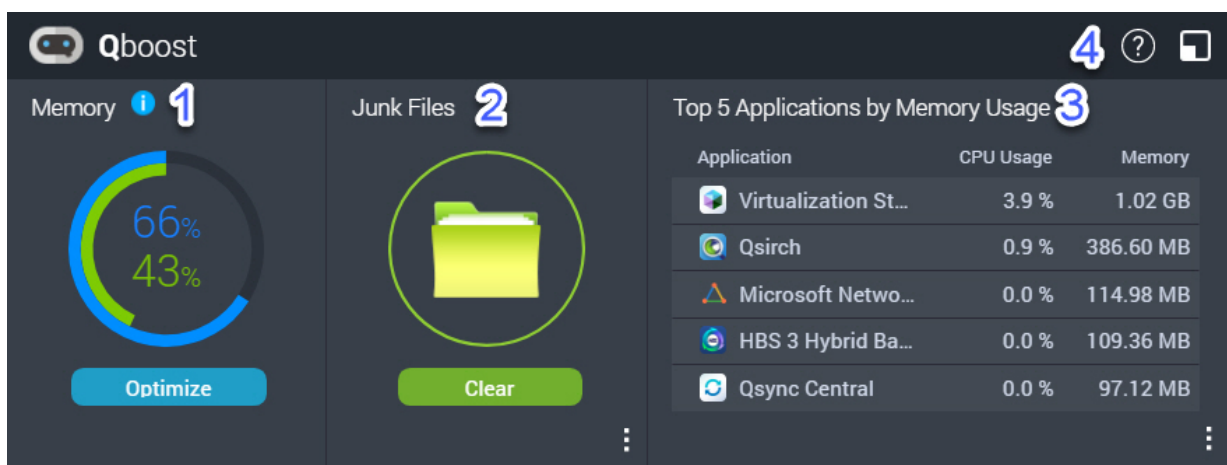 Qboost 4 ?
Memory i 1
66%
43%
Optimize
Junk Files 2
Clear
Top 5 Applications by Memory Usage 3
Application CPU Usage Memory
Virtualization St... 3.9 % 1.02 GB
Qsirch 0.9 % 386.60 MB
Microsoft Netwo... 0.0 % 114.98 MB
HBS 3 Hybrid Ba... 0.0 % 109.36 MB
Qsync Central 0.0 % 97.12 MB